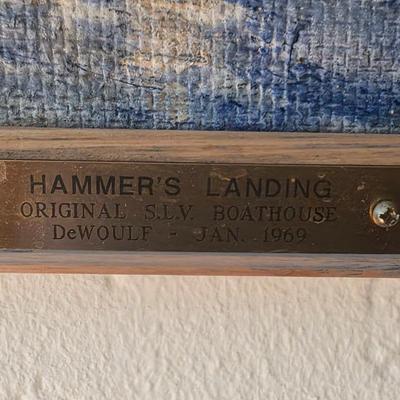 HAMMER'S LANDING
ORIGINAL S.L.V. BOATHOUSE
DeWOULF - JAN. 1969